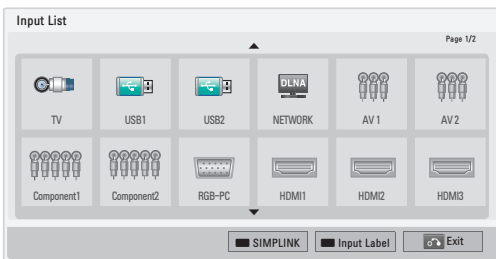 Input List
Page 1/2
DLNA
TV USB1 USB2 NETWORK AV 1 AV 2
Component1 Component2 RGB-PC HDMI1 HDMI2 HDMI3
SIMPLINK Input Label Exit